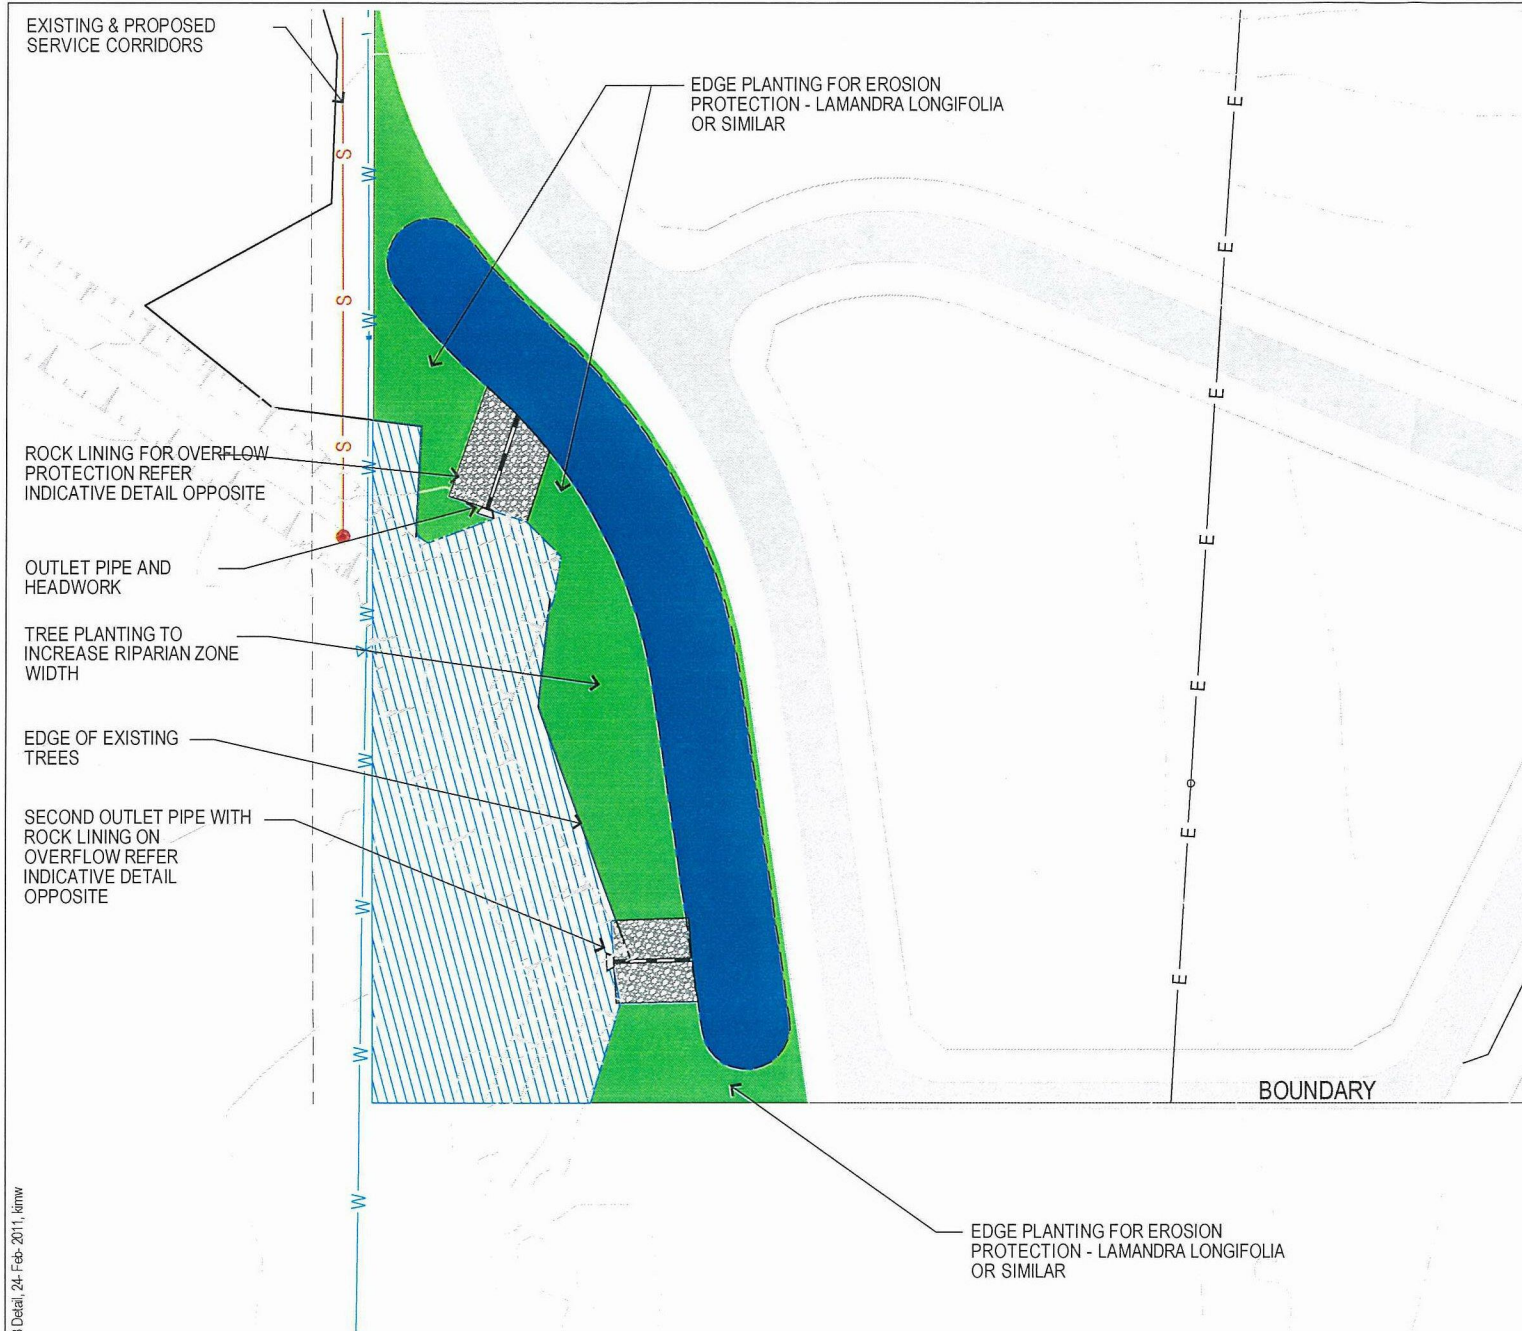 EXISTING & PROPOSED
SERVICE CORRIDORS
EDGE PLANTING FOR EROSION
PROTECTION - LAMANDRA LONGIFOLIA
OR SIMILAR
ROCK LINING FOR OVERFLOW
PROTECTION REFER
INDICATIVE DETAIL OPPOSITE
OUTLET PIPE AND
HEADWORK
TREE PLANTING TO
INCREASE RIPARIAN ZONE
WIDTH
EDGE OF EXISTING
TREES
SECOND OUTLET PIPE WITH
ROCK LINING ON
OVERFLOW REFER
INDICATIVE DETAIL
OPPOSITE
S
S
S
W
W
W
W
W
W
W
W
E
E
E
E
E
E
E
BOUNDARY
EDGE PLANTING FOR EROSION
PROTECTION - LAMANDRA LONGIFOLIA
OR SIMILAR
Detail, 24-Feb-2011, kimw